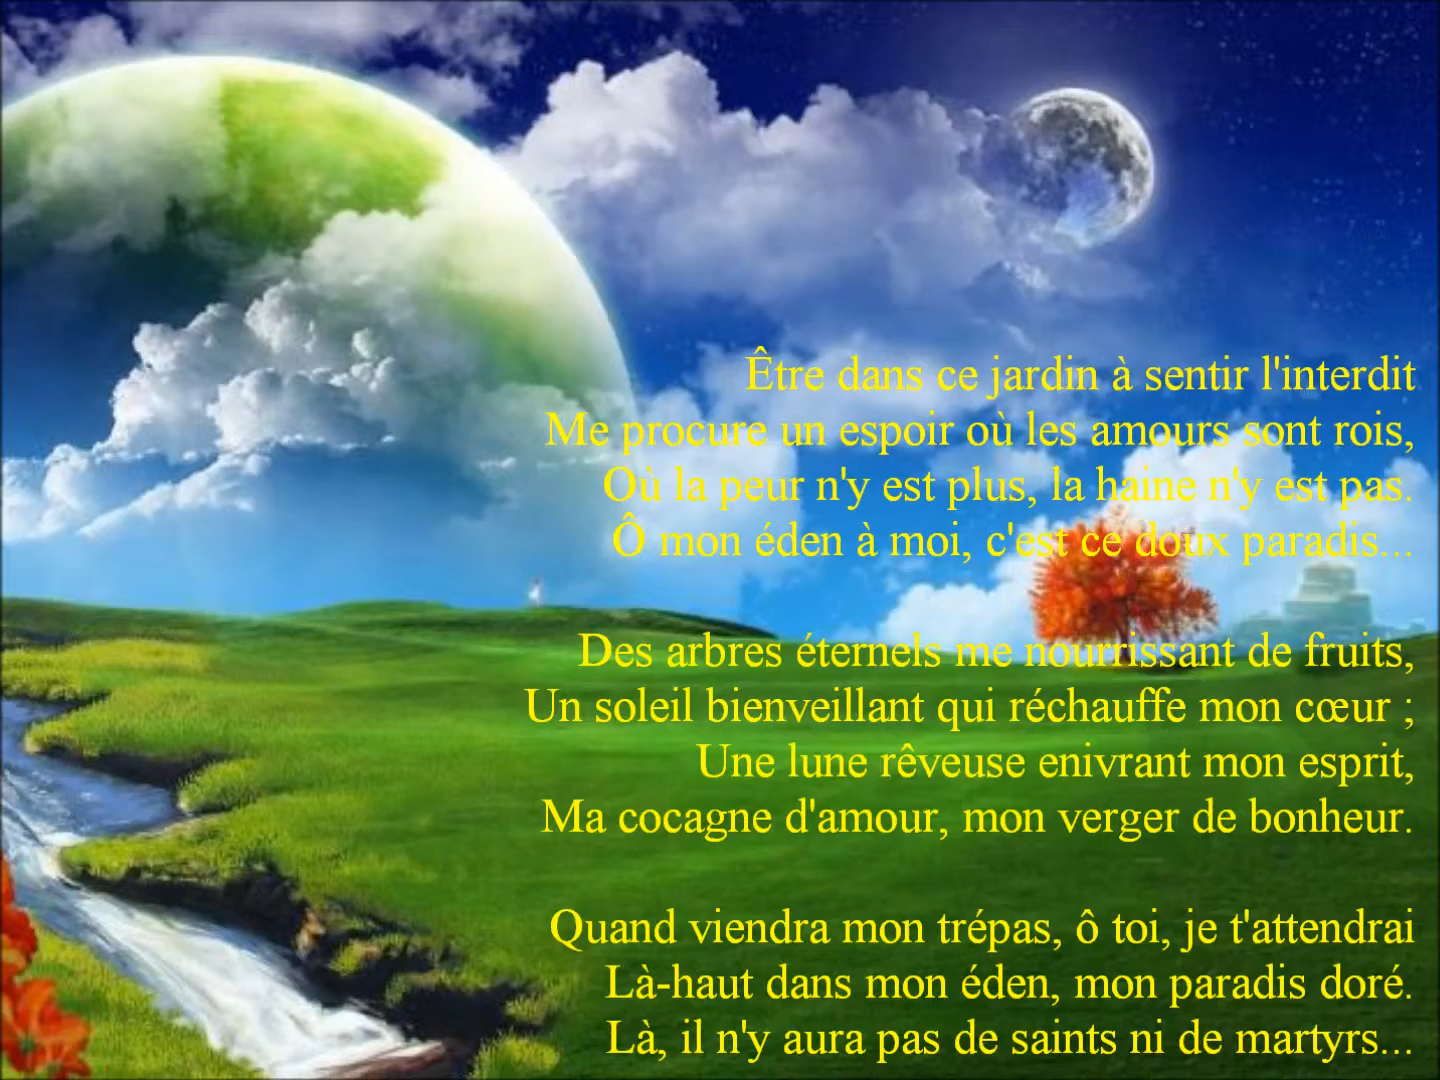 Être dans ce jardin à sentir l'interdit
Me procure un espoir où les amours sont rois,
Où la peur n'y est plus, la haine n'y est pas.
Ô mon éden à moi, c'est ce doux paradis...
Des arbres éternels me nourrissant de fruits,
Un soleil bienveillant qui réchauffe mon cœur ;
Une lune rêveuse enivrant mon esprit,
Ma cocagne d'amour, mon verger de bonheur.
Quand viendra mon trépas, ô toi, je t'attendrai
Là-haut dans mon éden, mon paradis doré.
Là, il n'y aura pas de saints ni de martyrs...